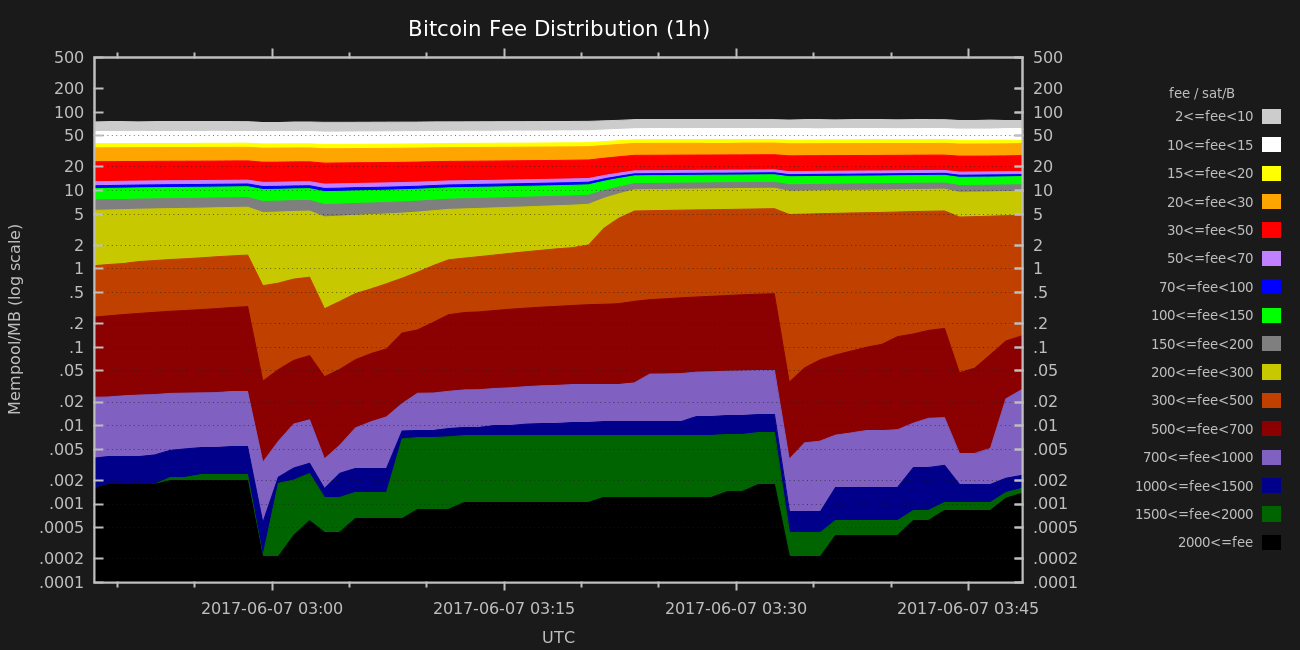 Bitcoin Fee Distribution (1h)
500
200
100
50
20
10
5
2
1
.5
.2
.1
.05
.02
.01
.005
.002
.001
.0005
.0002
.0001
Mempool/MB (log scale)
500
200
100
50
20
10
5
2
1
.5
.2
.1
.05
.02
.01
.005
.002
.001
.0005
.0002
.0001
fee / sat/B
2<=fee<10
10<=fee<15
15<=fee<20
20<=fee<30
30<=fee<50
50<=fee<70
70<=fee<100
100<=fee<150
150<=fee<200
200<=fee<300
300<=fee<500
500<=fee<700
700<=fee<1000
1000<=fee<1500
1500<=fee<2000
2000<=fee
2017-06-07 03:00 2017-06-07 03:15 2017-06-07 03:30 2017-06-07 03:45
UTC